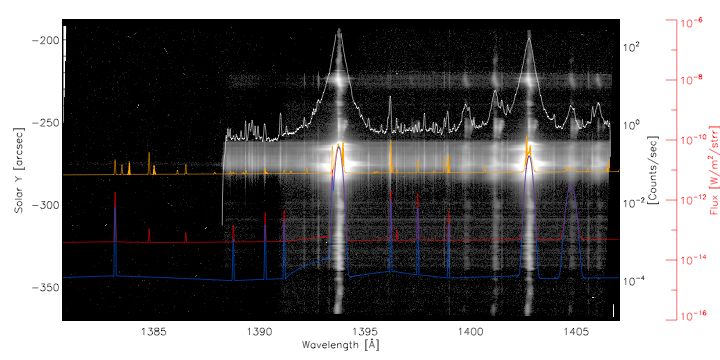 10⁻⁶
−200
10²
10⁻⁸
−250
10⁰
10⁻¹⁰
Solar Y [arcsec]
[Counts/sec]
Flux [W/m²/strr]
−300
10⁻²
10⁻¹²
10⁻¹⁴
−350
10⁻⁴
10⁻¹⁶
1385 1390 1395 1400 1405
Wavelength [Å]